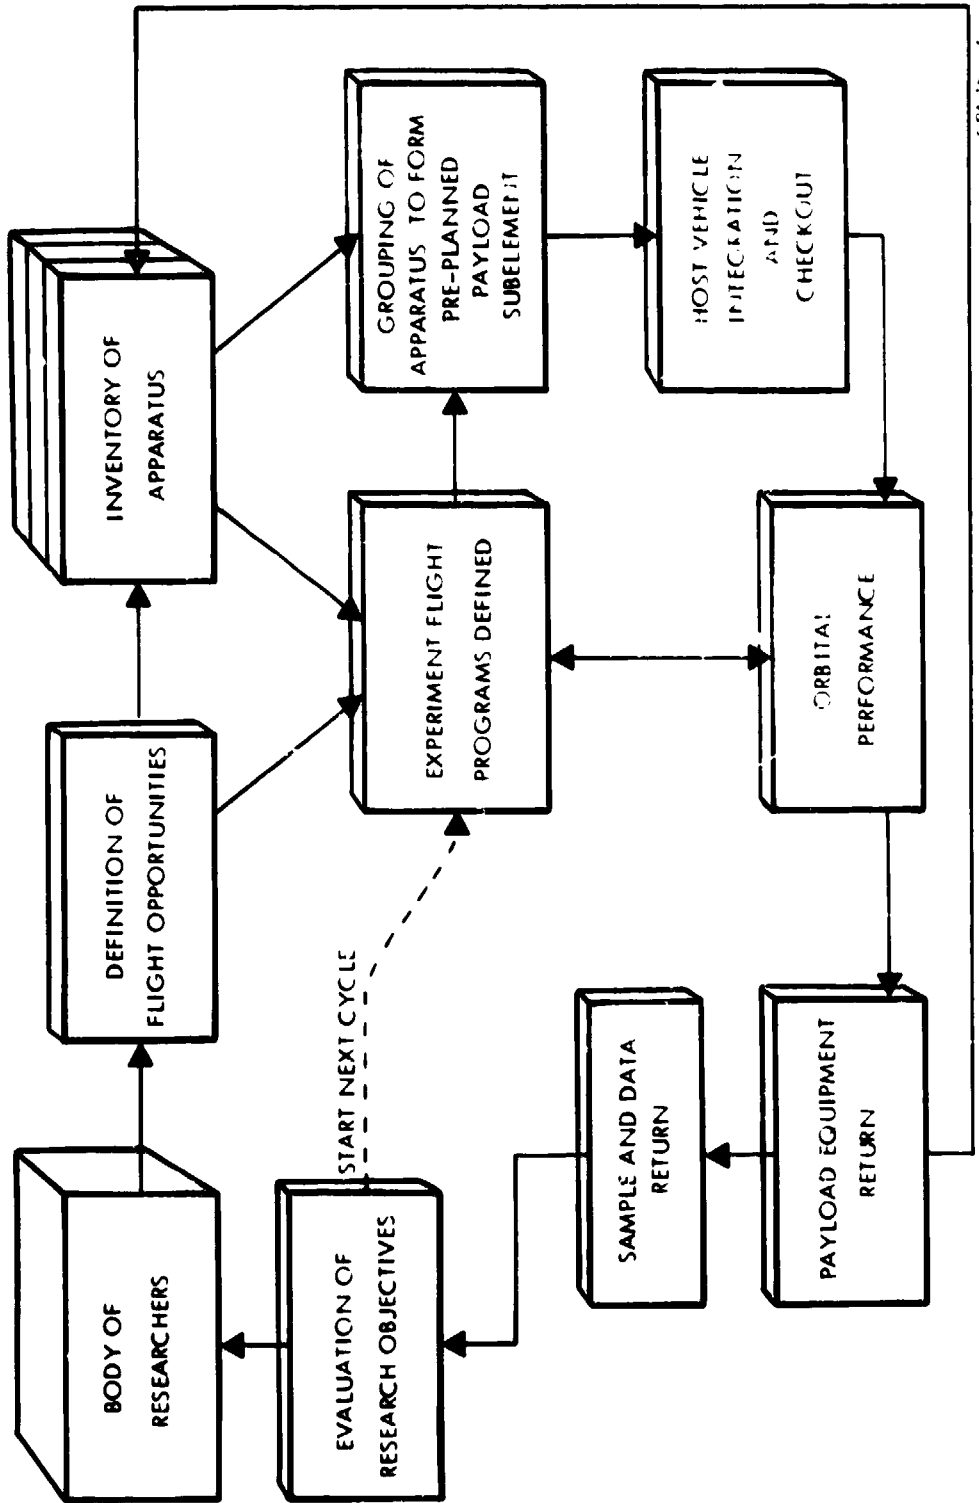 BODY OF
RESEARCHERS
DEFINITION OF
FLIGHT OPPORTUNITIES
INVENTORY OF
APPARATUS
EVALUATION OF
RESEARCH OBJECTIVES
START NEXT CYCLE
EXPERIMENT FLIGHT
PROGRAMS DEFINED
GROUPING OF
APPARATUS TO FORM
PRE-PLANNED
PAYLOAD
SUBELEMENT
SAMPLE AND DATA
RETURN
PAYLOAD EQUIPMENT
RETURN
ORBITAL
PERFORMANCE
HOST VEHICLE
INTEGRATION
AND
CHECKOUT